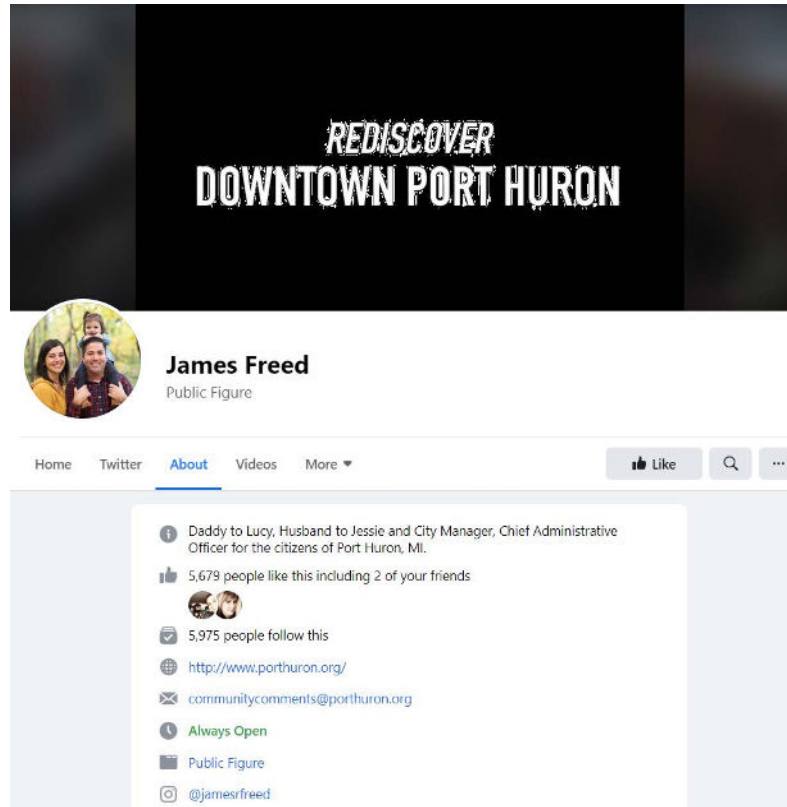 REDISCOVER
DOWNTOWN PORT HURON
James Freed
Public Figure
Home Twitter About Videos More
Like
Daddy to Lucy, Husband to Jessie and City Manager, Chief Administrative
Officer for the citizens of Port Huron, MI.
5,679 people like this including 2 of your friends
5,975 people follow this
http://www.porthuron.org/
communitycomments@porthuron.org
Always Open
Public Figure
@jamesrfreed